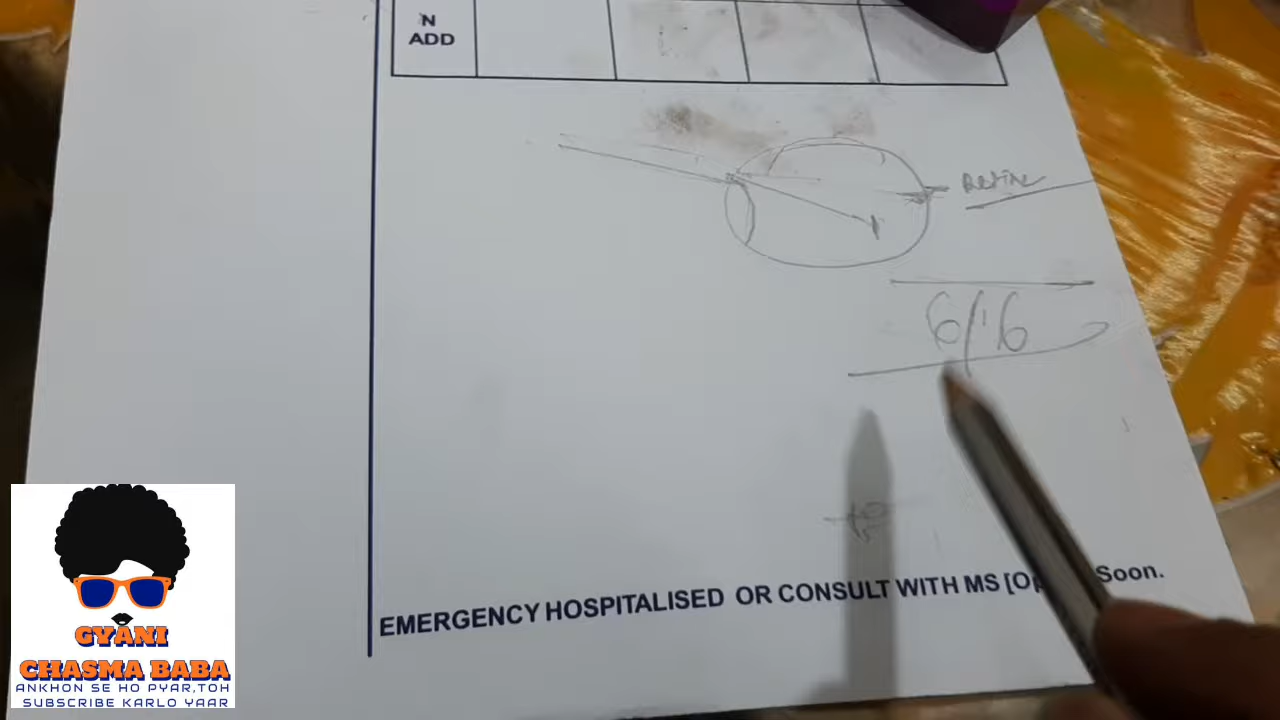 N
ADD
Retina
6/6
EMERGENCY HOSPITALISED OR CONSULT WITH MS [Op Soon.
GYANI
CHASMA BABA
ANKHON SE HO PYAR,TOH
SUBSCRIBE KARLO YAAR